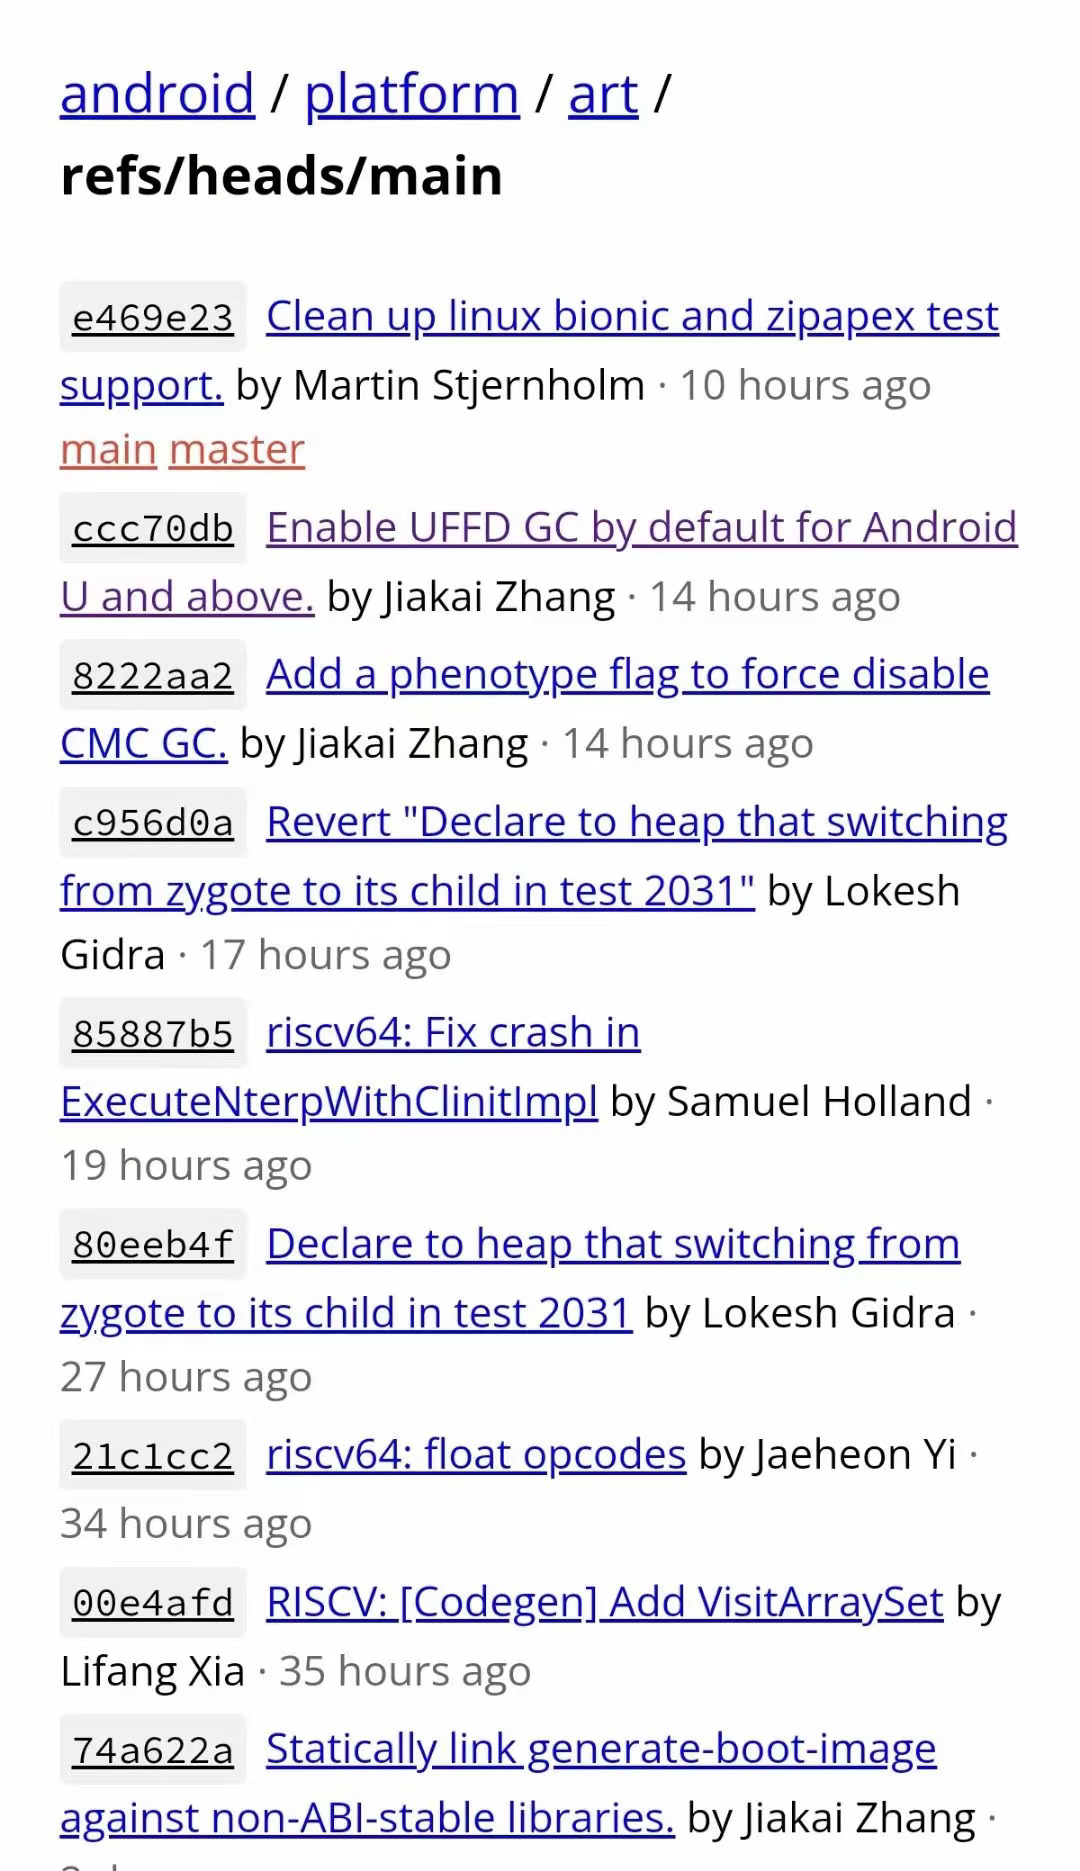 android / platform / art /
refs/heads/main
e469e23 Clean up linux bionic and zipapex test
support. by Martin Stjernholm · 10 hours ago
main master
ccc70db Enable UFFD GC by default for Android
U and above. by Jiakai Zhang · 14 hours ago
8222aa2 Add a phenotype flag to force disable
CMC GC. by Jiakai Zhang · 14 hours ago
c956d0a Revert "Declare to heap that switching
from zygote to its child in test 2031" by Lokesh
Gidra · 17 hours ago
85887b5 riscv64: Fix crash in
ExecuteNterpWithClinitImpl by Samuel Holland ·
19 hours ago
80eeb4f Declare to heap that switching from
zygote to its child in test 2031 by Lokesh Gidra ·
27 hours ago
21c1cc2 riscv64: float opcodes by Jaeheon Yi ·
34 hours ago
00e4afd RISCV: [Codegen] Add VisitArraySet by
Lifang Xia · 35 hours ago
74a622a Statically link generate-boot-image
against non-ABI-stable libraries. by Jiakai Zhang ·